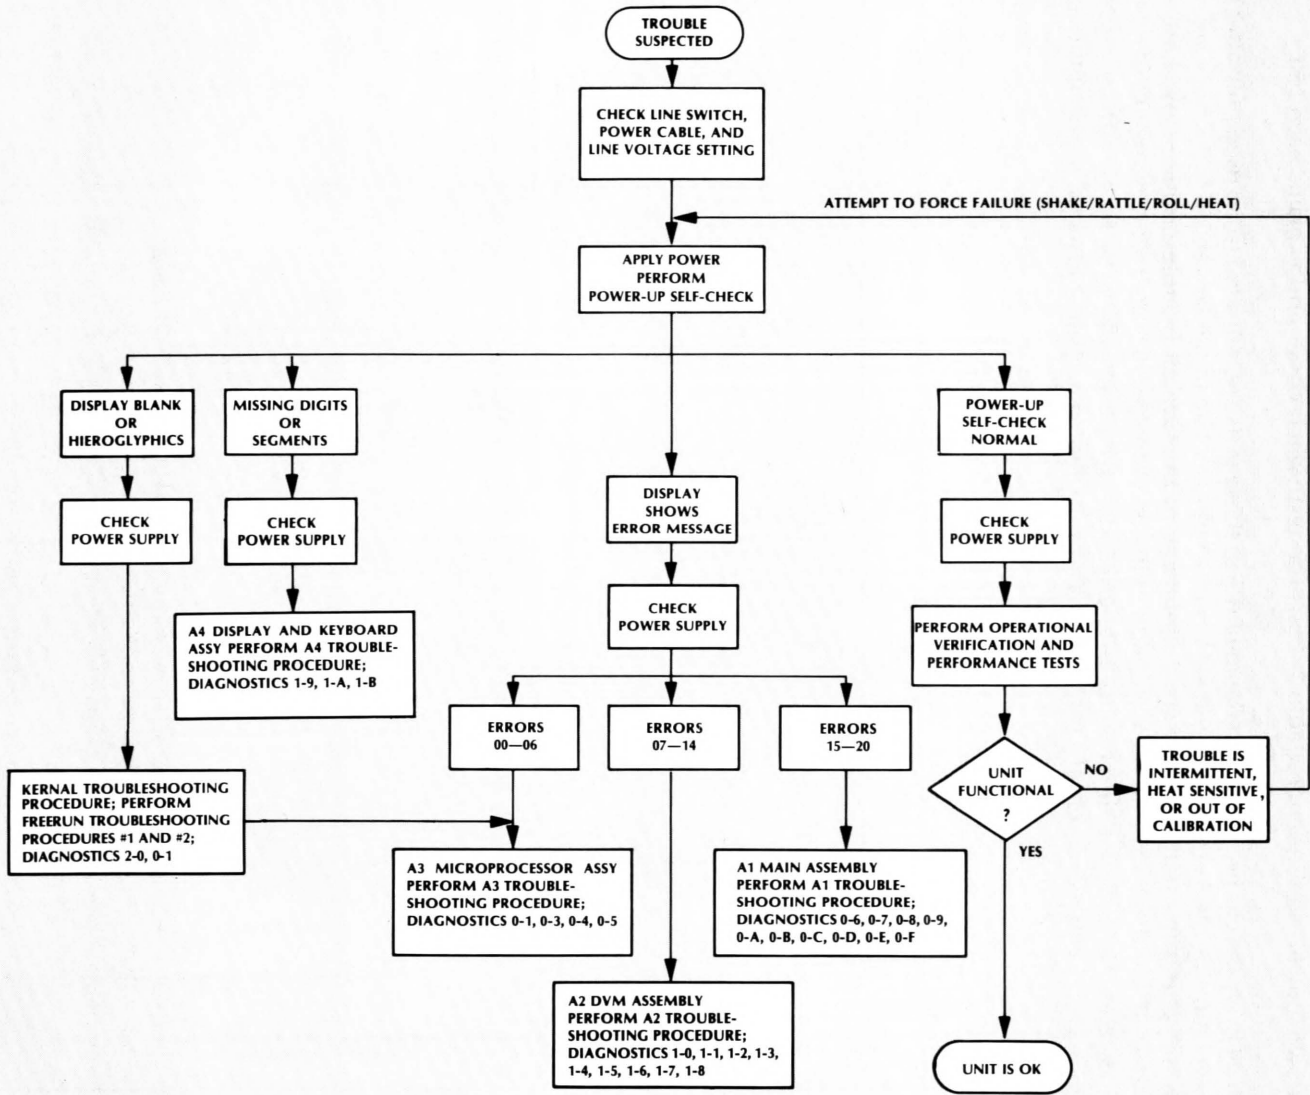 TROUBLE
SUSPECTED
CHECK LINE SWITCH,
POWER CABLE, AND
LINE VOLTAGE SETTING
ATTEMPT TO FORCE FAILURE (SHAKE/RATTLE/ROLL/HEAT)
APPLY POWER
PERFORM
POWER-UP SELF-CHECK
DISPLAY BLANK
OR
HIEROGLYPHICS
MISSING DIGITS
OR
SEGMENTS
POWER-UP
SELF-CHECK
NORMAL
CHECK
POWER SUPPLY
CHECK
POWER SUPPLY
DISPLAY
SHOWS
ERROR MESSAGE
CHECK
POWER SUPPLY
CHECK
POWER SUPPLY
A4 DISPLAY AND KEYBOARD
ASSY PERFORM A4 TROUBLE-
SHOOTING PROCEDURE;
DIAGNOSTICS 1-9, 1-A, 1-B
PERFORM OPERATIONAL
VERIFICATION AND
PERFORMANCE TESTS
ERRORS
00—06
ERRORS
07—14
ERRORS
15—20
KERNAL TROUBLESHOOTING
PROCEDURE; PERFORM
FREERUN TROUBLESHOOTING
PROCEDURES #1 AND #2;
DIAGNOSTICS 2-0, 0-1
UNIT
FUNCTIONAL
?
NO
YES
TROUBLE IS
INTERMITTENT,
HEAT SENSITIVE,
OR OUT OF
CALIBRATION
A3 MICROPROCESSOR ASSY
PERFORM A3 TROUBLE-
SHOOTING PROCEDURE;
DIAGNOSTICS 0-1, 0-3, 0-4, 0-5
A1 MAIN ASSEMBLY
PERFORM A1 TROUBLE-
SHOOTING PROCEDURE;
DIAGNOSTICS 0-6, 0-7, 0-8, 0-9,
0-A, 0-B, 0-C, 0-D, 0-E, 0-F
A2 DVM ASSEMBLY
PERFORM A2 TROUBLE-
SHOOTING PROCEDURE;
DIAGNOSTICS 1-0, 1-1, 1-2, 1-3,
1-4, 1-5, 1-6, 1-7, 1-8
UNIT IS OK